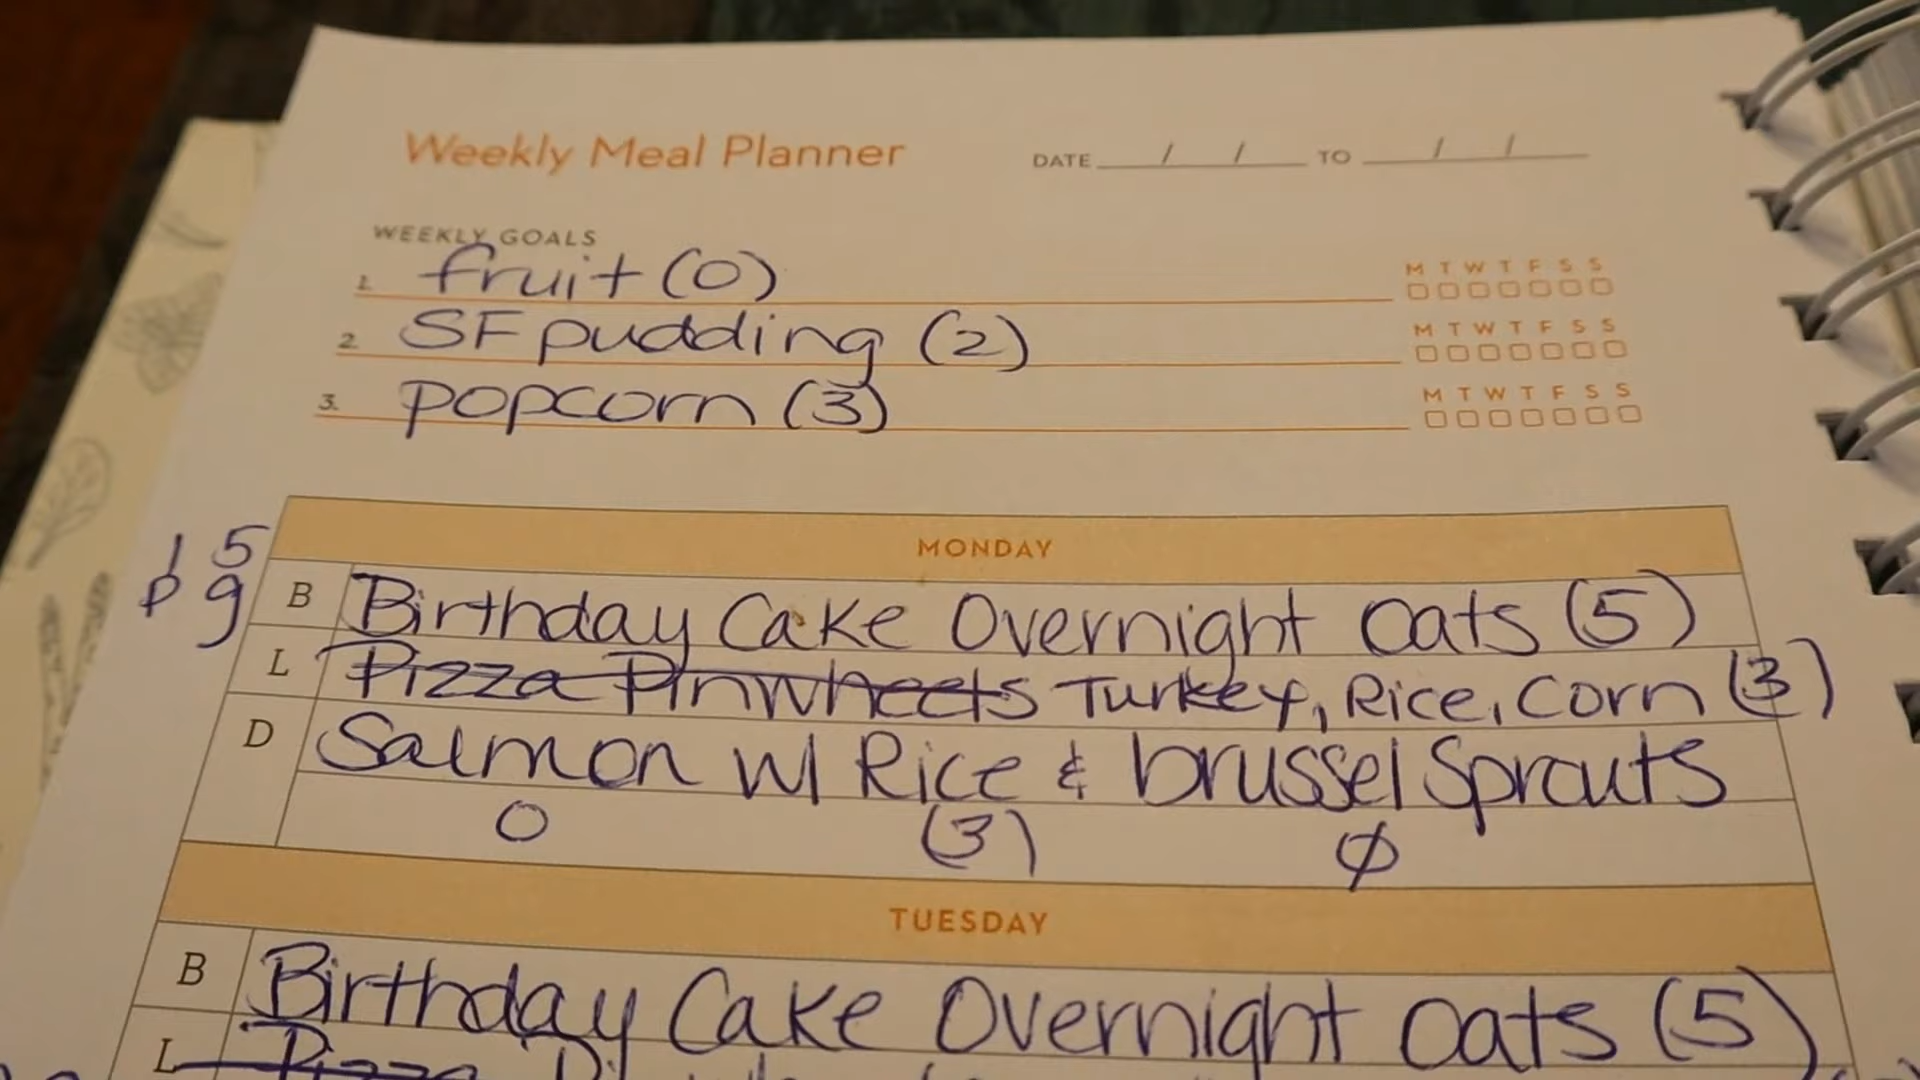 Weekly Meal Planner DATE / / TO / /
WEEKLY GOALS
1. fruit (0) M T W T F S S
2. SF pudding (2) M T W T F S S
3. popcorn (3) M T W T F S S
MONDAY
B Birthday Cake Overnight Oats (5)
L Pizza Pinwheels Turkey, Rice, Corn (3)
D Salmon w/ Rice & brussel Sprouts
0 (3) Ø
TUESDAY
B Birthday Cake Overnight Oats (5)
L Pizza